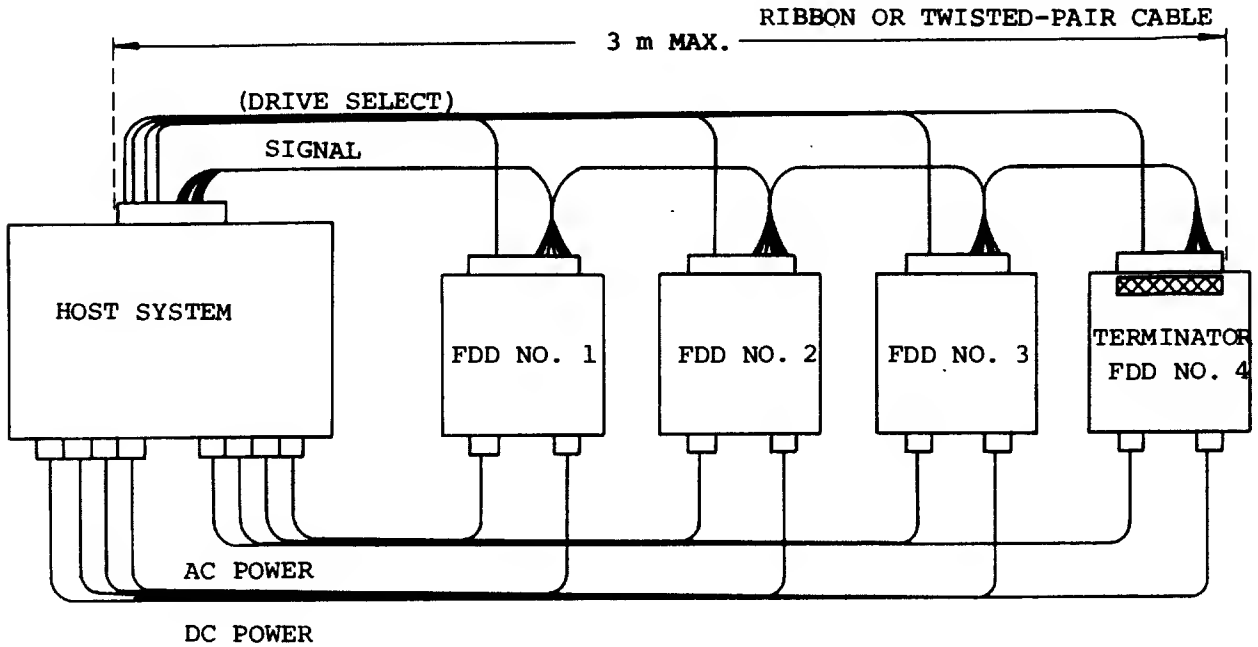 RIBBON OR TWISTED-PAIR CABLE
3 m MAX.
(DRIVE SELECT)
SIGNAL
HOST SYSTEM
FDD NO. 1
FDD NO. 2
FDD NO. 3
TERMINATOR
FDD NO. 4
AC POWER
DC POWER